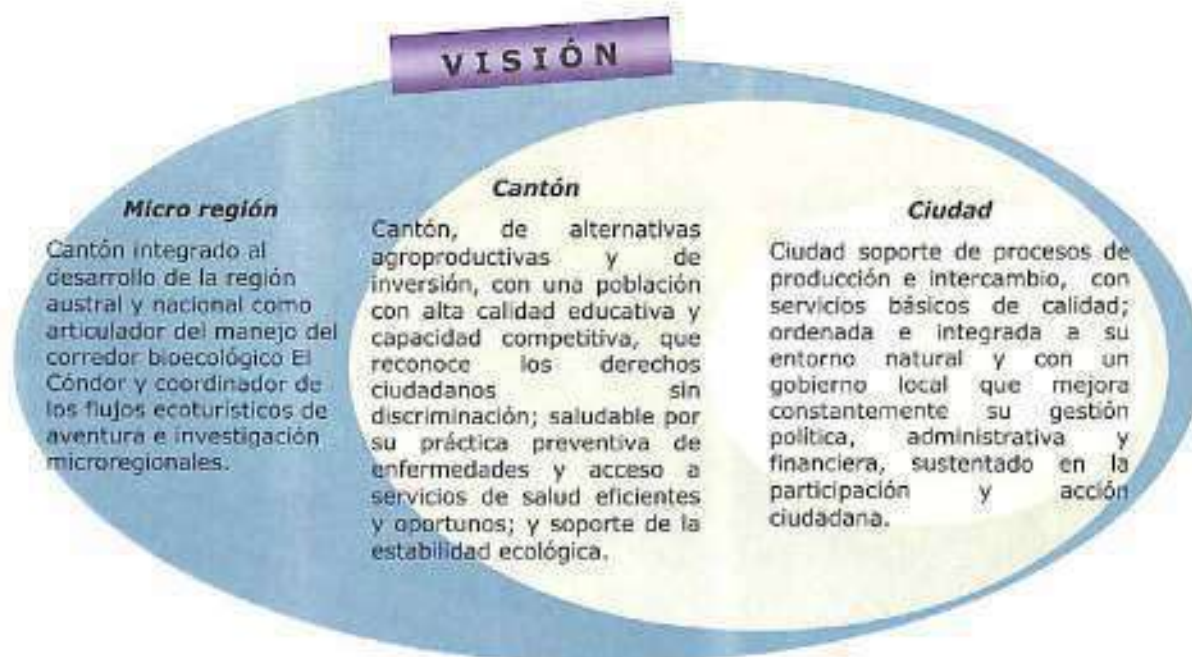 VISIÓN
Micro región
Cantón integrado al
desarrollo de la región
austral y nacional como
articulador del manejo del
corredor bioecológico El
Cóndor y coordinador de
los flujos ecoturísticos de
aventura e investigación
microregionales.
Cantón
Cantón, de alternativas
agroproductivas y de
inversión, con una población
con alta calidad educativa y
capacidad competitiva, que
reconoce los derechos
ciudadanos sin
discriminación; saludable por
su práctica preventiva de
enfermedades y acceso a
servicios de salud eficientes
y oportunos; y soporte de la
estabilidad ecológica.
Ciudad
Ciudad soporte de procesos de
producción e intercambio, con
servicios básicos de calidad;
ordenada e integrada a su
entorno natural y con un
gobierno local que mejora
constantemente su gestión
política, administrativa y
financiera, sustentado en la
participación y acción
ciudadana.